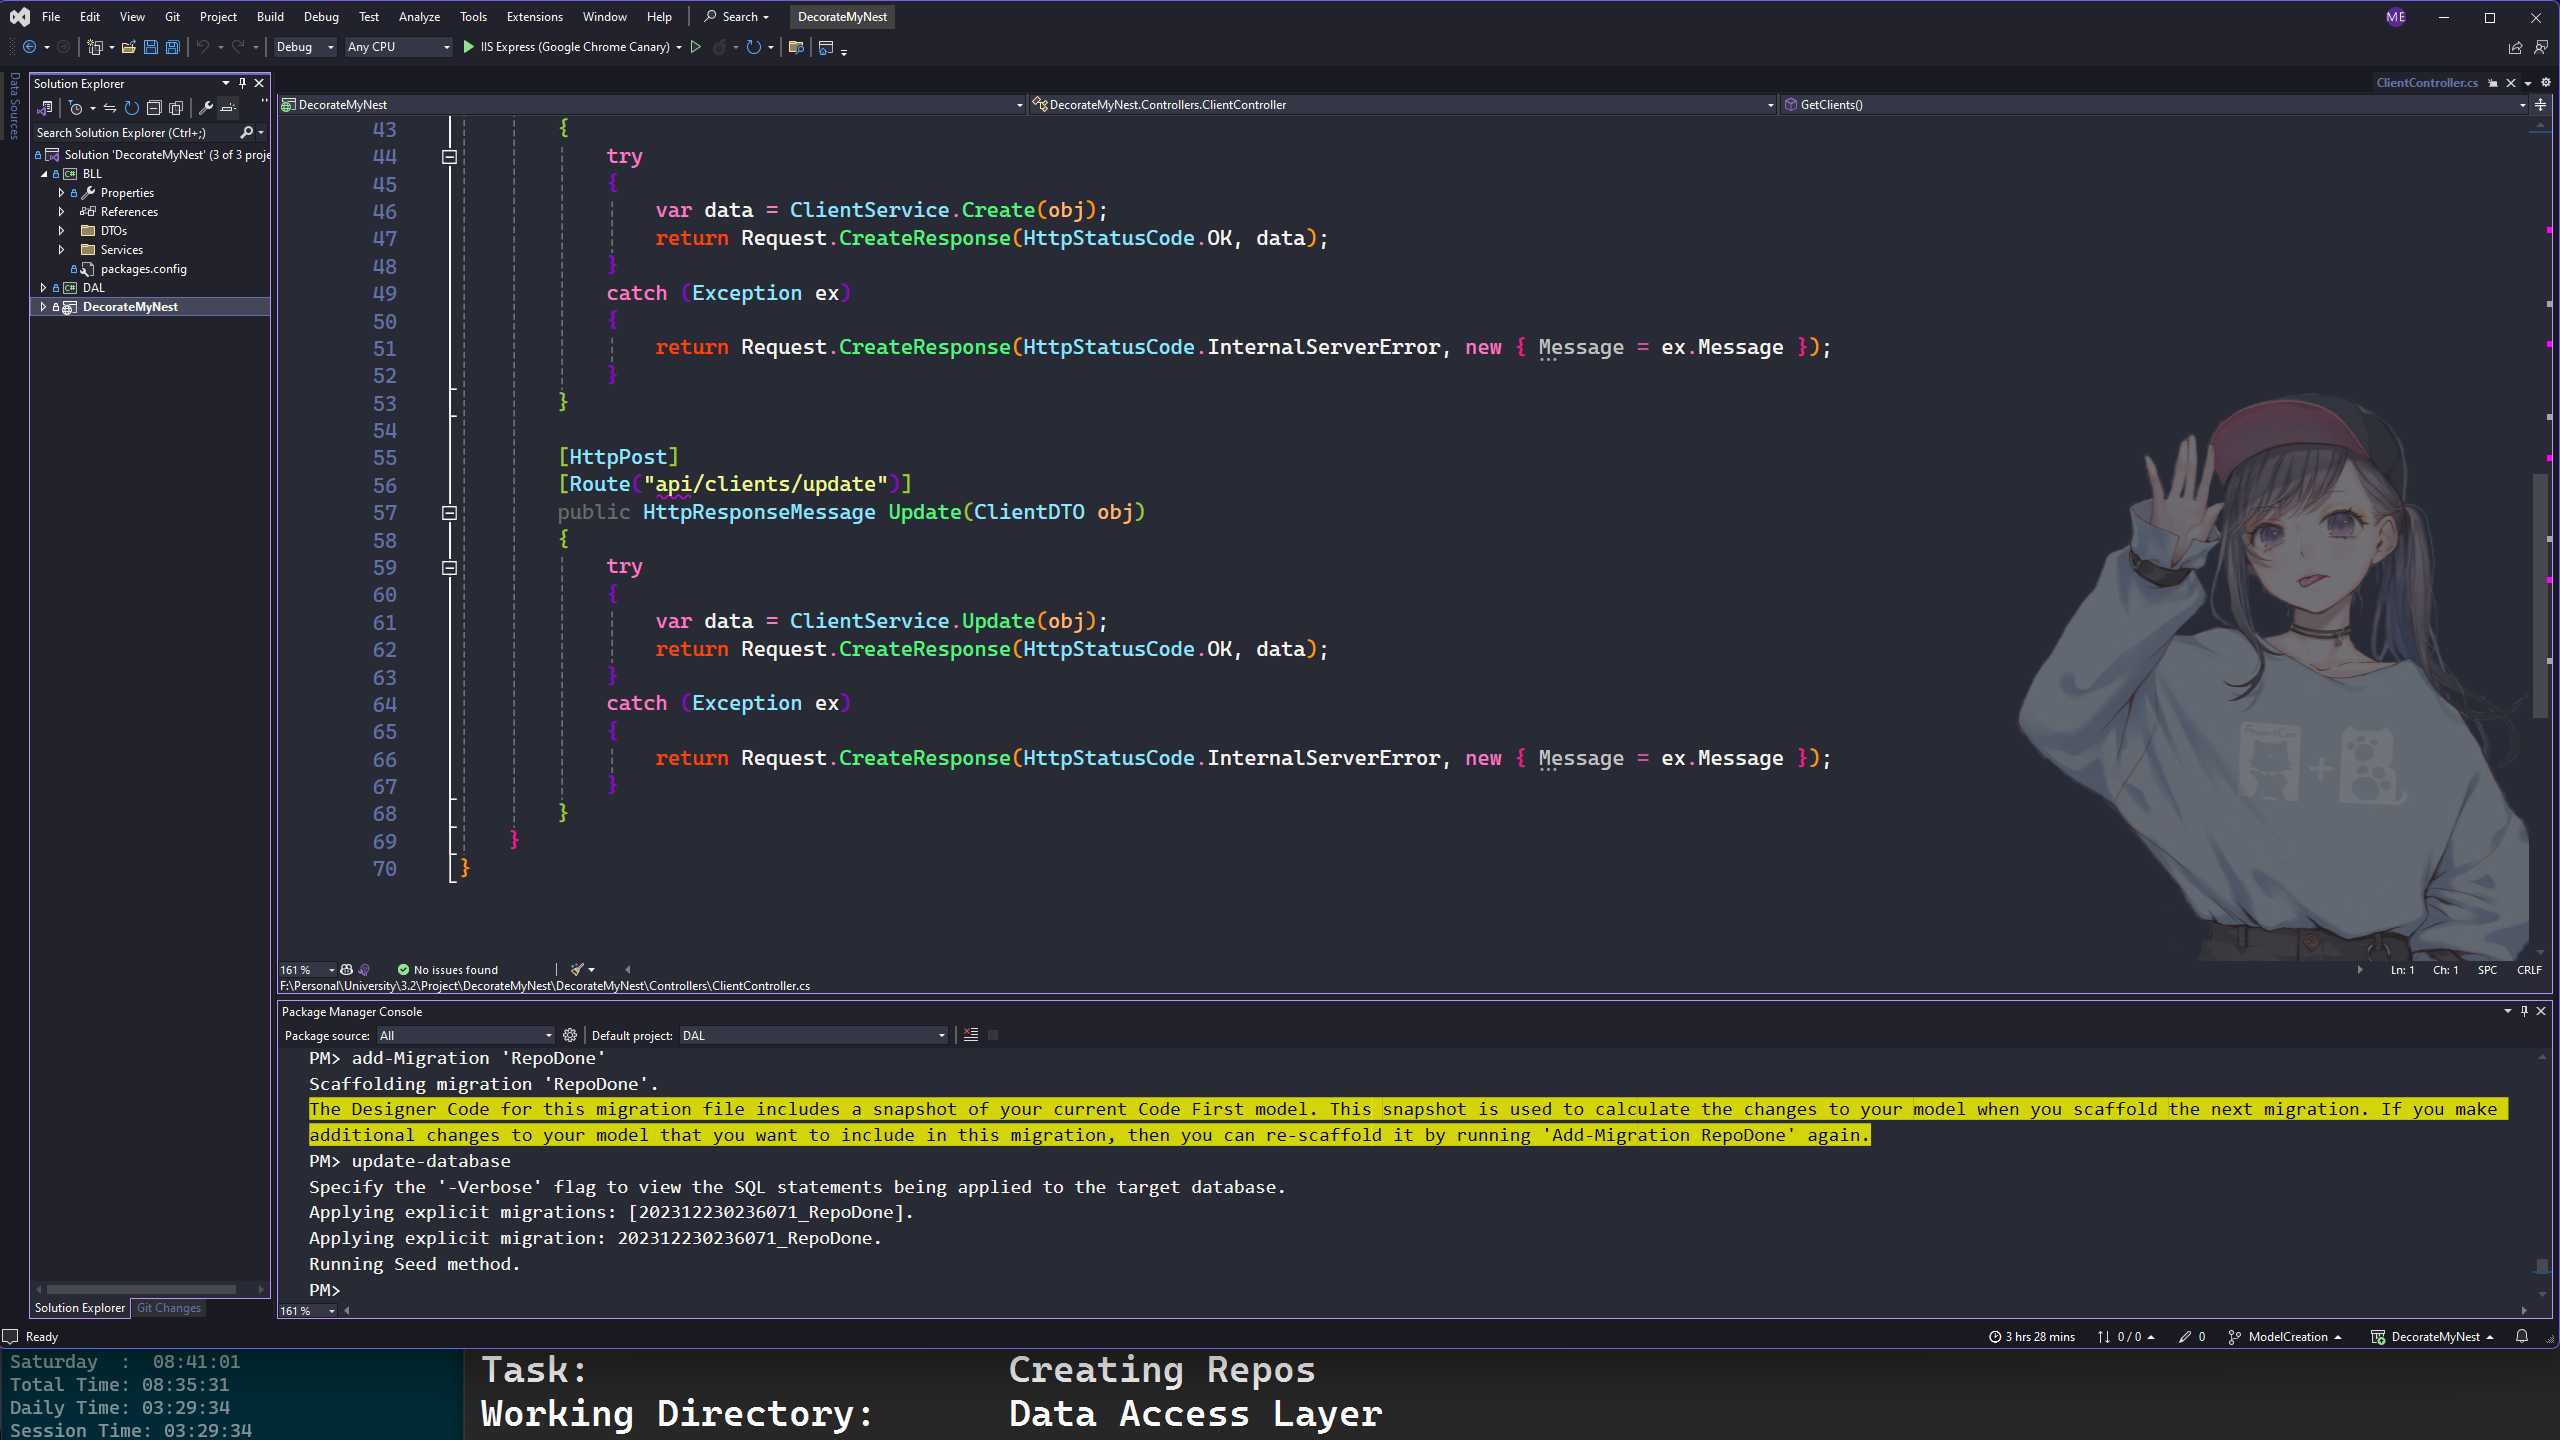 File Edit View Git Project Build Debug Test Analyze Tools Extensions Window Help Search DecorateMyNest ME
Debug Any CPU IIS Express (Google Chrome Canary)
Data Sources
Solution Explorer
Search Solution Explorer (Ctrl+;)
Solution 'DecorateMyNest' (3 of 3 proje
BLL
Properties
References
DTOs
Services
packages.config
DAL
DecorateMyNest
Solution Explorer Git Changes
ClientController.cs
DecorateMyNest DecorateMyNest.Controllers.ClientController GetClients()
43 {
44 try
45 {
46 var data = ClientService.Create(obj);
47 return Request.CreateResponse(HttpStatusCode.OK, data);
48 }
49 catch (Exception ex)
50 {
51 return Request.CreateResponse(HttpStatusCode.InternalServerError, new { Message = ex.Message });
52 }
53 }
54
55 [HttpPost]
56 [Route("api/clients/update")]
57 public HttpResponseMessage Update(ClientDTO obj)
58 {
59 try
60 {
61 var data = ClientService.Update(obj);
62 return Request.CreateResponse(HttpStatusCode.OK, data);
63 }
64 catch (Exception ex)
65 {
66 return Request.CreateResponse(HttpStatusCode.InternalServerError, new { Message = ex.Message });
67 }
68 }
69 }
70 }
161 % No issues found Ln: 1 Ch: 1 SPC CRLF
F:\Personal\University\3.2\Project\DecorateMyNest\DecorateMyNest\Controllers\ClientController.cs
Package Manager Console
Package source: All Default project: DAL
PM> add-Migration 'RepoDone'
Scaffolding migration 'RepoDone'.
The Designer Code for this migration file includes a snapshot of your current Code First model. This snapshot is used to calculate the changes to your model when you scaffold the next migration. If you make
additional changes to your model that you want to include in this migration, then you can re-scaffold it by running 'Add-Migration RepoDone' again.
PM> update-database
Specify the '-Verbose' flag to view the SQL statements being applied to the target database.
Applying explicit migrations: [202312230236071_RepoDone].
Applying explicit migration: 202312230236071_RepoDone.
Running Seed method.
PM>
161 %
Ready 3 hrs 28 mins 0 / 0 0 ModelCreation DecorateMyNest
Saturday : 08:41:01
Total Time: 08:35:31
Daily Time: 03:29:34
Session Time: 03:29:34
Task: Creating Repos
Working Directory: Data Access Layer